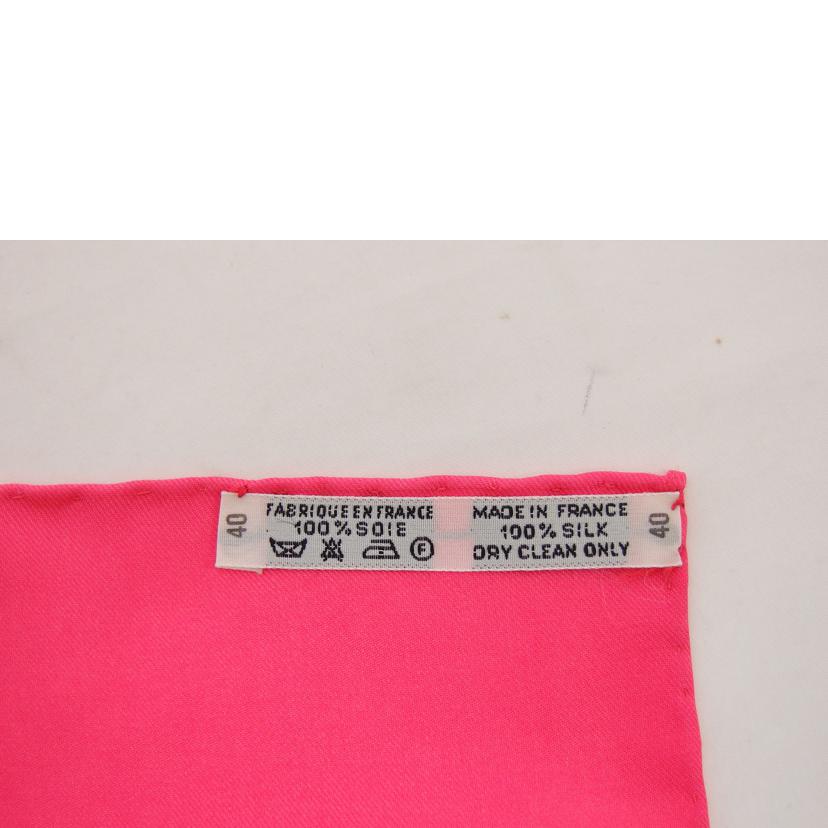 40
FABRIQUE EN FRANCE
100% SOIE
F
MADE IN FRANCE
100% SILK
DRY CLEAN ONLY
40